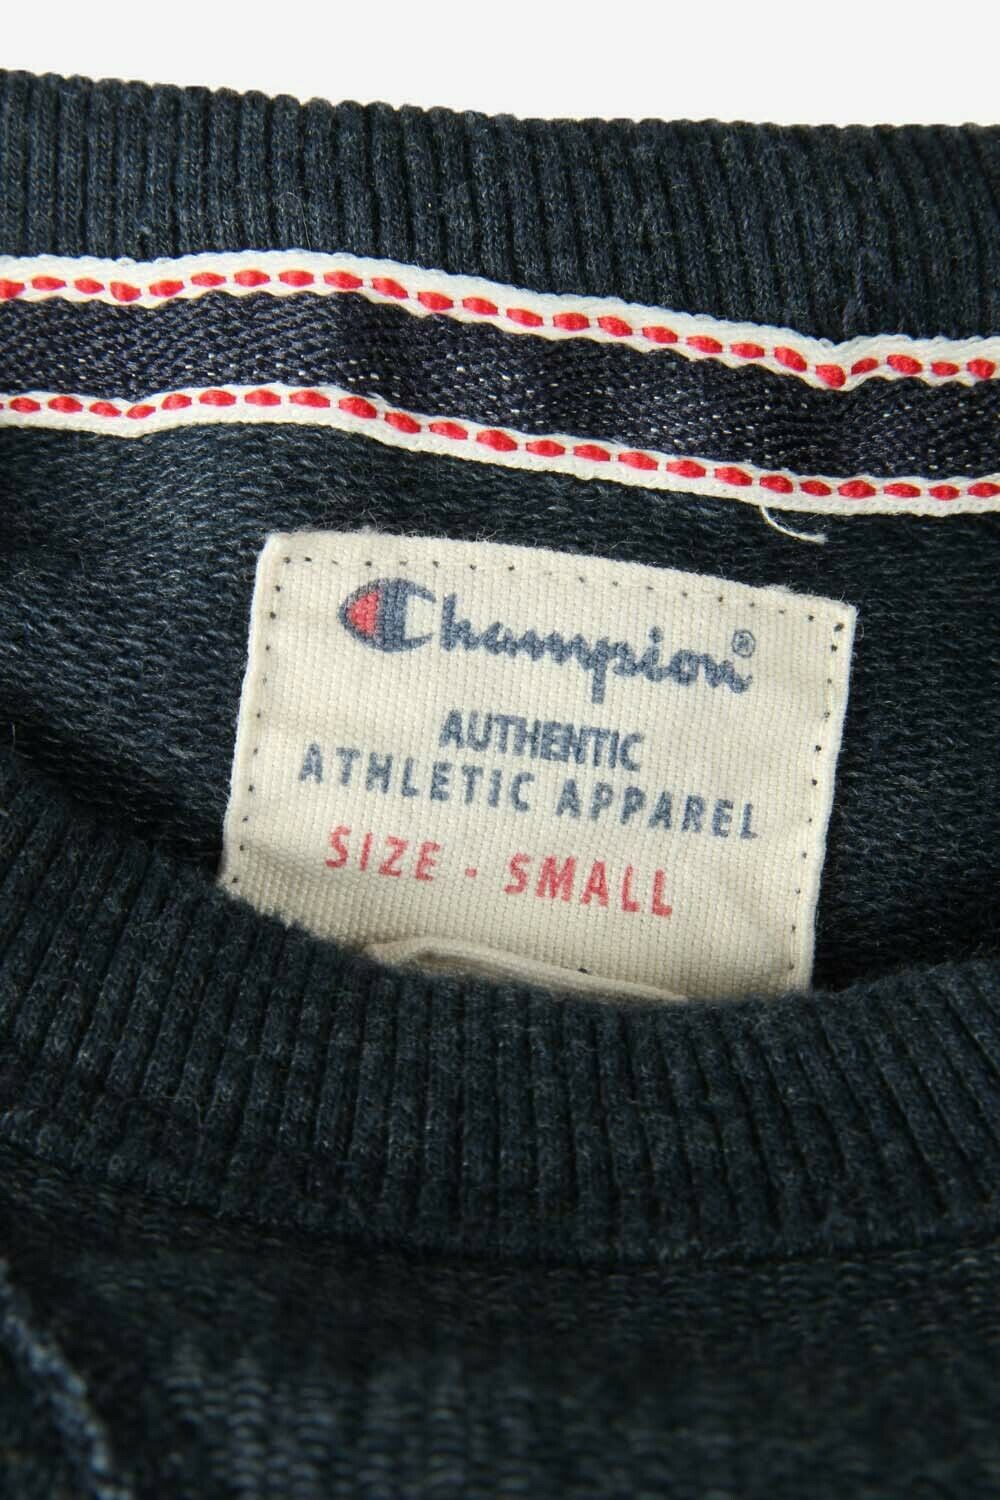 Champion®
AUTHENTIC
ATHLETIC APPAREL
SIZE - SMALL